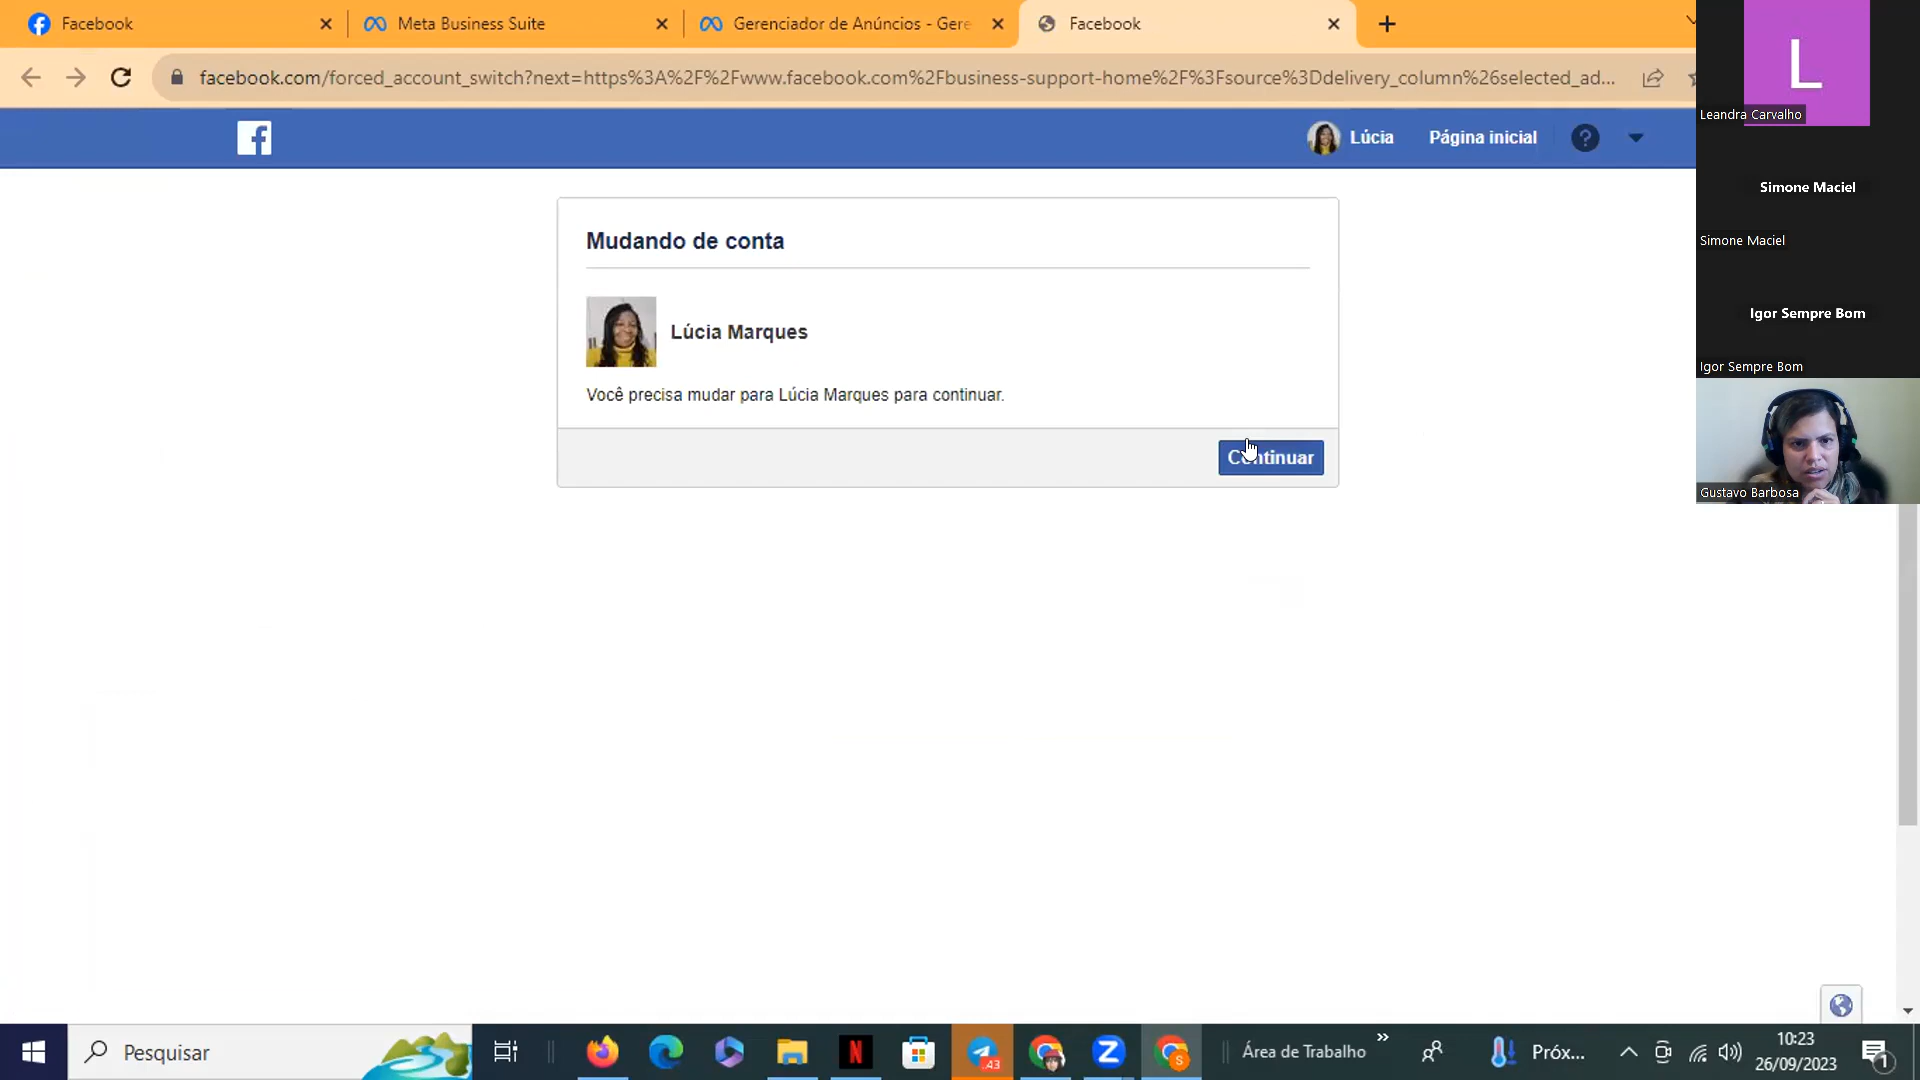 Facebook
Meta Business Suite
Gerenciador de Anúncios - Gere
Facebook
facebook.com/forced_account_switch?next=https%3A%2F%2Fwww.facebook.com%2Fbusiness-support-home%2F%3Fsource%3Ddelivery_column%26selected_ad...
Lúcia
Página inicial
?
Mudando de conta
Lúcia Marques
Você precisa mudar para Lúcia Marques para continuar.
Continuar
L
Leandra Carvalho
Simone Maciel
Simone Maciel
Igor Sempre Bom
Igor Sempre Bom
Gustavo Barbosa
Pesquisar
N
43
Z
S
Área de Trabalho
Próx...
10:23
26/09/2023
1